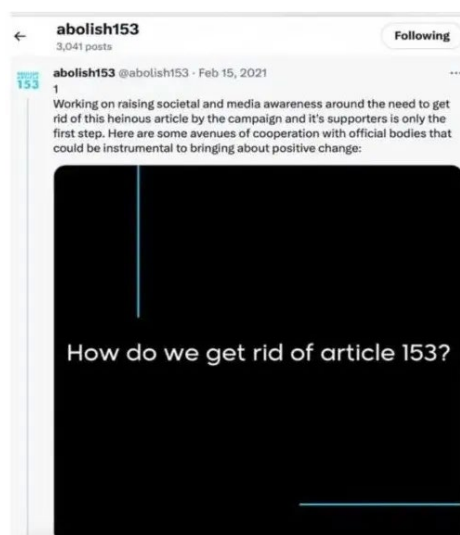 abolish153
3,041 posts
Following
153
abolish153 @abolish153 · Feb 15, 2021
1
Working on raising societal and media awareness around the need to get
rid of this heinous article by the campaign and it's supporters is only the
first step. Here are some avenues of cooperation with official bodies that
could be instrumental to bringing about positive change:
How do we get rid of article 153?